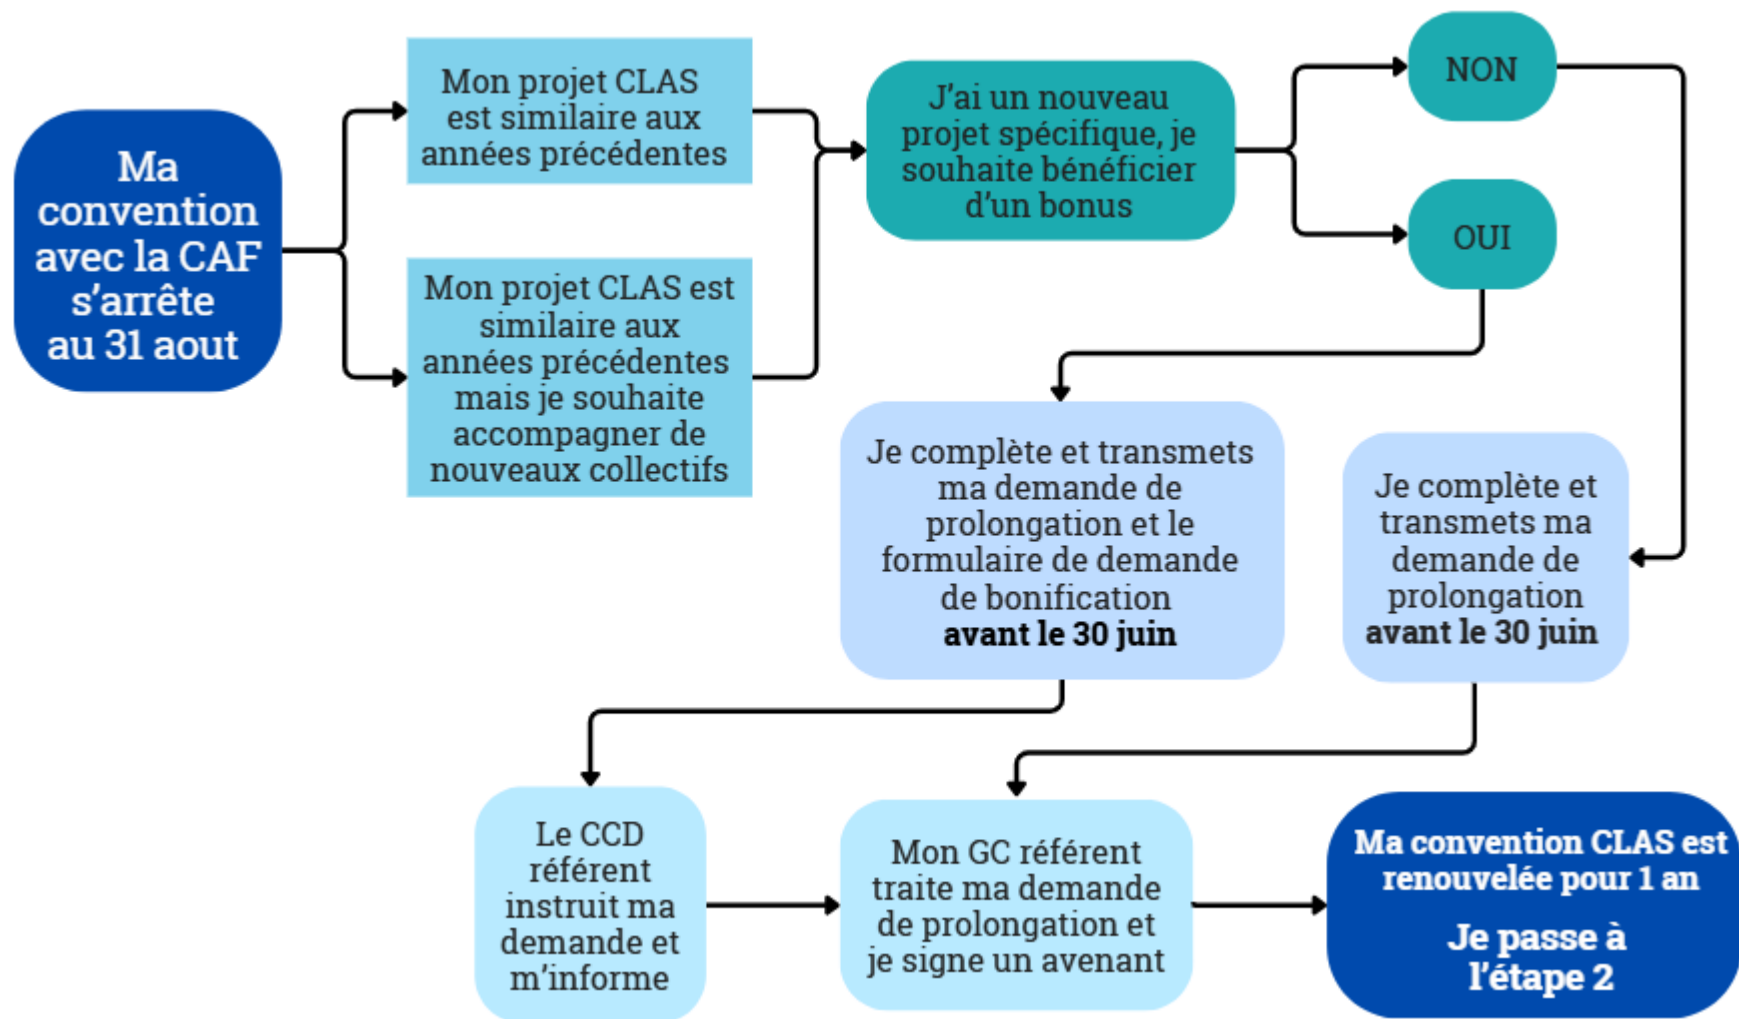 Ma
convention
avec la CAF
s'arrête
au 31 aout
Mon projet CLAS
est similaire aux
années précédentes
Mon projet CLAS est
similaire aux
années précédentes
mais je souhaite
accompagner de
nouveaux collectifs
J'ai un nouveau
projet spécifique, je
souhaite bénéficier
d'un bonus
NON
OUI
Je complète et transmets
ma demande de
prolongation et le
formulaire de demande
de bonification
avant le 30 juin
Je complète et
transmets ma
demande de
prolongation
avant le 30 juin
Le CCD
référent
instruit ma
demande et
m'informe
Mon GC référent
traite ma demande
de prolongation et
je signe un avenant
Ma convention CLAS est
renouvelée pour 1 an
Je passe à
l'étape 2